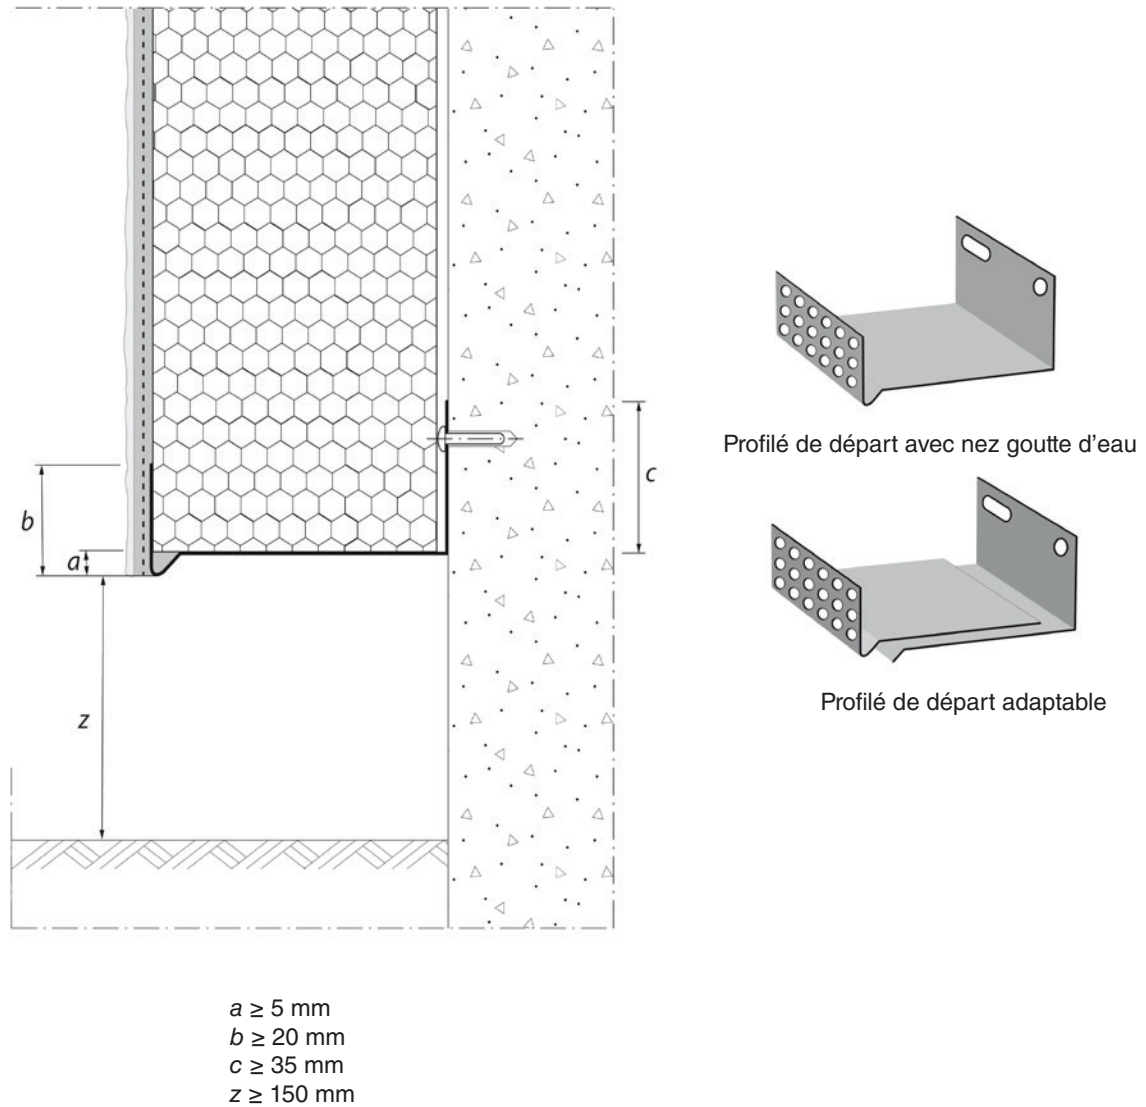 c
b
a
z
Profilé de départ avec nez goutte d’eau
Profilé de départ adaptable
a ≥ 5 mm
b ≥ 20 mm
c ≥ 35 mm
z ≥ 150 mm